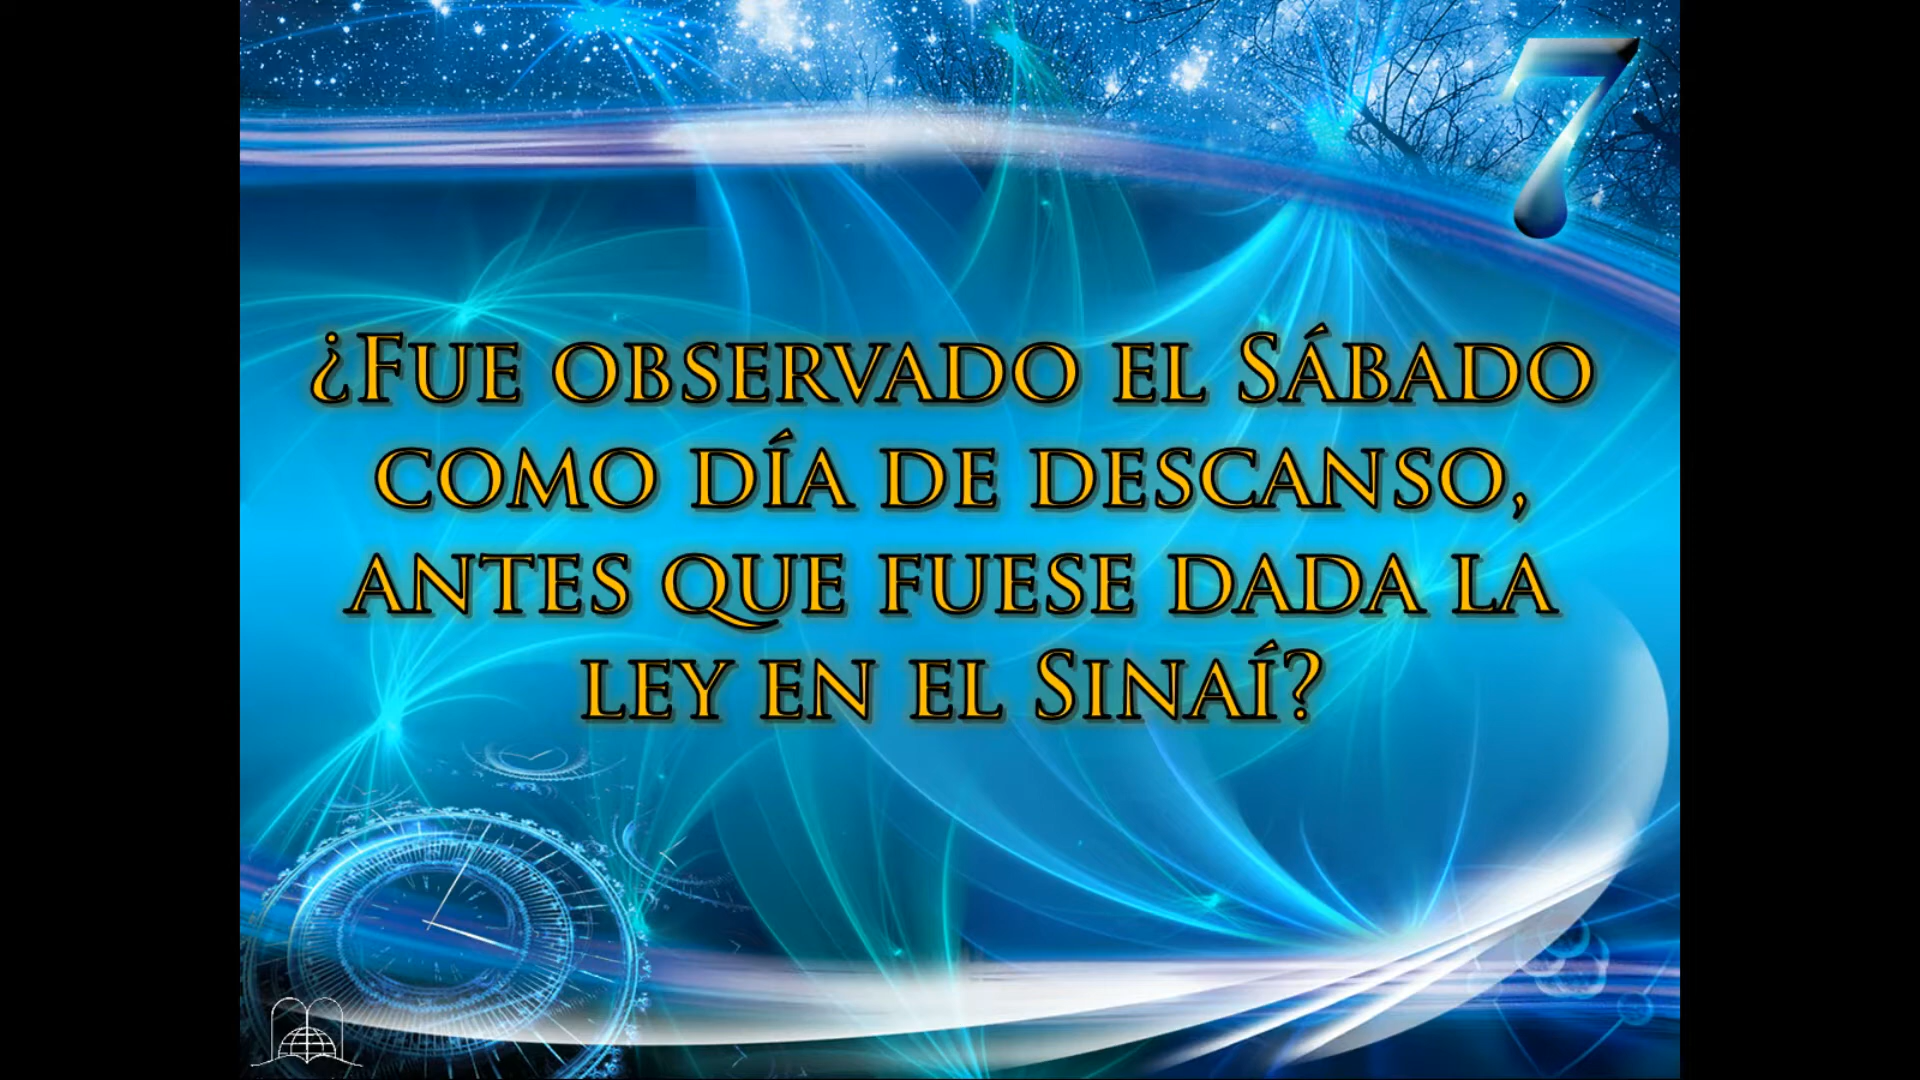 7
¿Fue observado el Sábado
como día de descanso,
antes que fuese dada la
ley en el Sinaí?